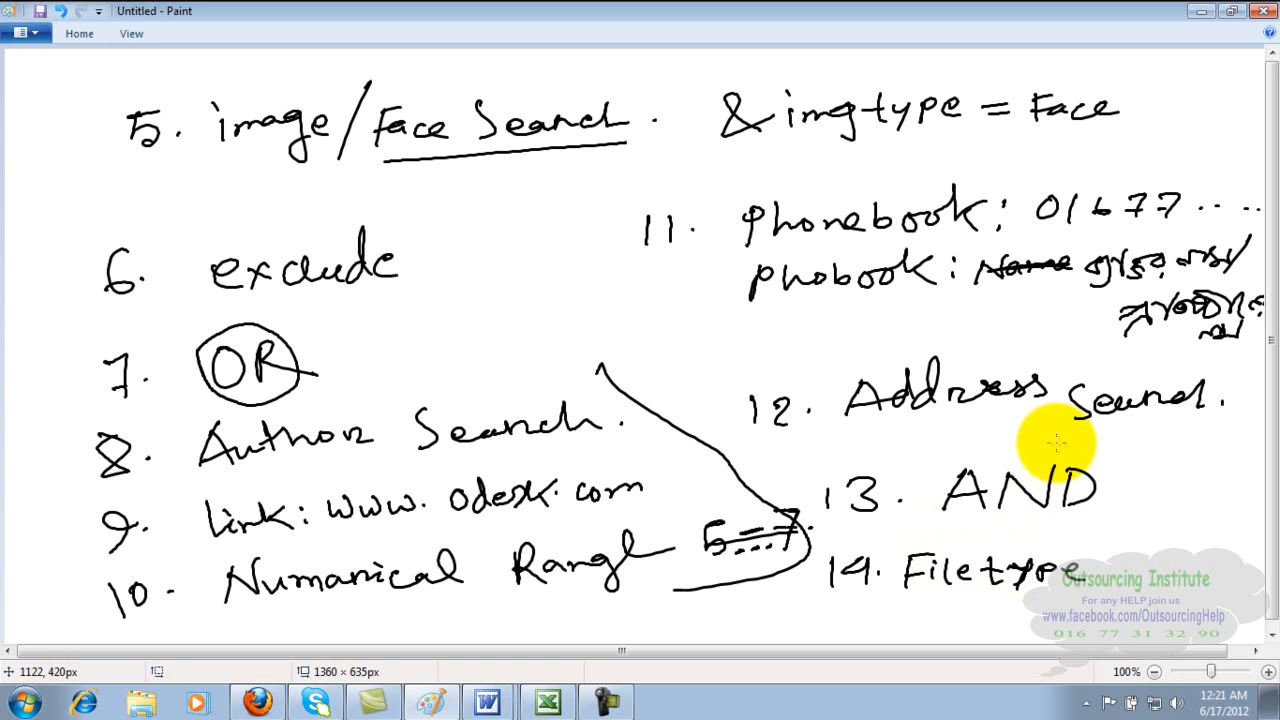 Untitled - Paint
Home View
5. image/Face Search. &imgtype = Face
6. exclude
7. OR
8. Author Search.
9. link: www.odesk.com
10. Numarical Range 5...7
11. Phonebook: 01677.....
phobook: Name
12. Address Search.
13. AND
14. Filetype
Outsourcing Institute
For any HELP join us
www.facebook.com/OutsourcingHelp
016 77 31 32 90
1122, 420px 1360 × 635px 100%
12:21 AM
6/17/2012